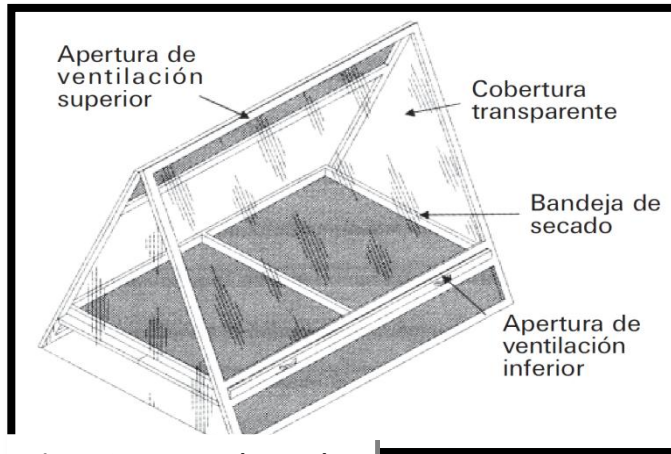 Apertura de
ventilación
superior
Cobertura
transparente
Bandeja de
secado
Apertura de
ventilación
inferior